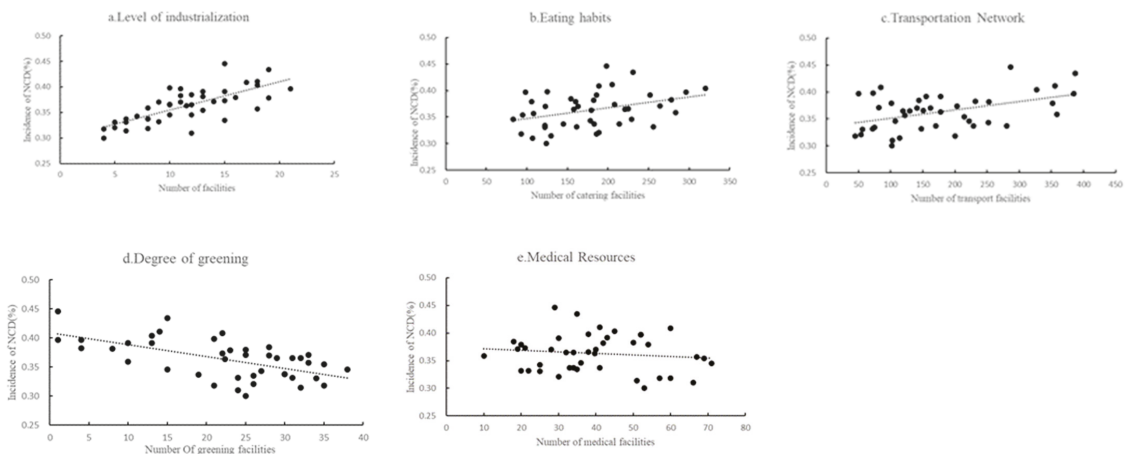 a.Level of industrialization
0.50
0.45
0.40
0.35
0.30
0.25
0 5 10 15 20 25
Incidence of NCD(%)
Number of facilities
b.Eating habits
0.50
0.45
0.40
0.35
0.30
0.25
0 50 100 150 200 250 300 350
Incidence of NCD(%)
Number of catering facilities
c.Transportation Network
0.50
0.45
0.40
0.35
0.30
0.25
0 50 100 150 200 250 300 350 400 450
Incidence of NCD(%)
Number of transport facilities
d.Degree of greening
0.50
0.45
0.40
0.35
0.30
0.25
0 5 10 15 20 25 30 35 40
Incidence of NCD(%)
Number Of greening facilities
e.Medical Resources
0.50
0.45
0.40
0.35
0.30
0.25
0 10 20 30 40 50 60 70 80
Incidence of NCD(%)
Number of medical facilities